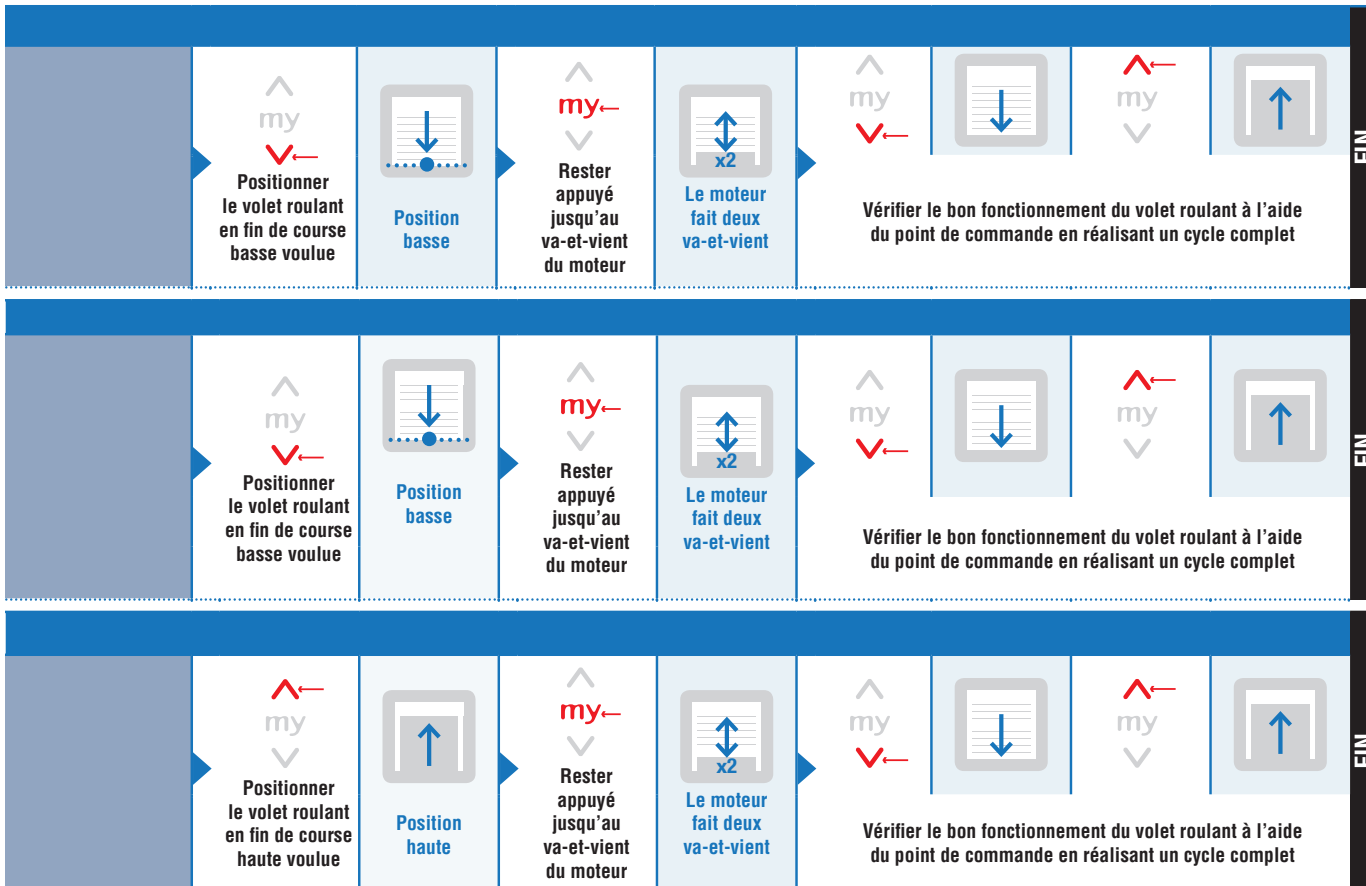 my
Positionner
le volet roulant
en fin de course
basse voulue
Position
basse
my
Rester
appuyé
jusqu'au
va-et-vient
du moteur
x2
Le moteur
fait deux
va-et-vient
my
my
Vérifier le bon fonctionnement du volet roulant à l'aide
du point de commande en réalisant un cycle complet
FIN
my
Positionner
le volet roulant
en fin de course
basse voulue
Position
basse
my
Rester
appuyé
jusqu'au
va-et-vient
du moteur
x2
Le moteur
fait deux
va-et-vient
my
my
Vérifier le bon fonctionnement du volet roulant à l'aide
du point de commande en réalisant un cycle complet
FIN
my
Positionner
le volet roulant
en fin de course
haute voulue
Position
haute
my
Rester
appuyé
jusqu'au
va-et-vient
du moteur
x2
Le moteur
fait deux
va-et-vient
my
my
Vérifier le bon fonctionnement du volet roulant à l'aide
du point de commande en réalisant un cycle complet
FIN